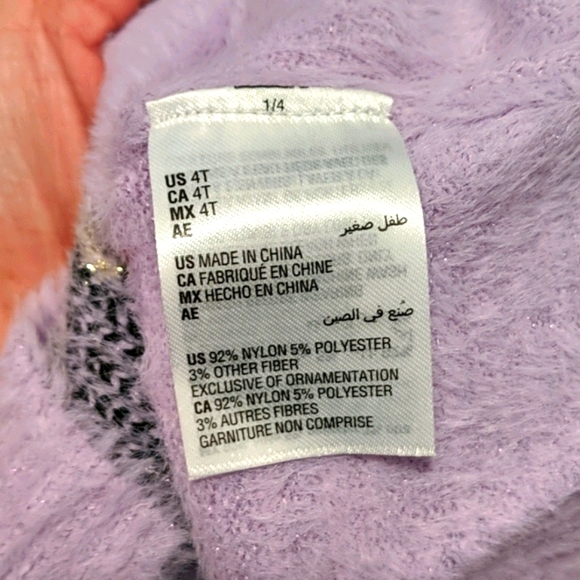 1/4
US 4T
CA 4T
MX 4T
AE طفل صغير
US MADE IN CHINA
CA FABRIQUÉ EN CHINE
MX HECHO EN CHINA
AE صُنع في الصين
US 92% NYLON 5% POLYESTER
3% OTHER FIBER
EXCLUSIVE OF ORNAMENTATION
CA 92% NYLON 5% POLYESTER
3% AUTRES FIBRES
GARNITURE NON COMPRISE